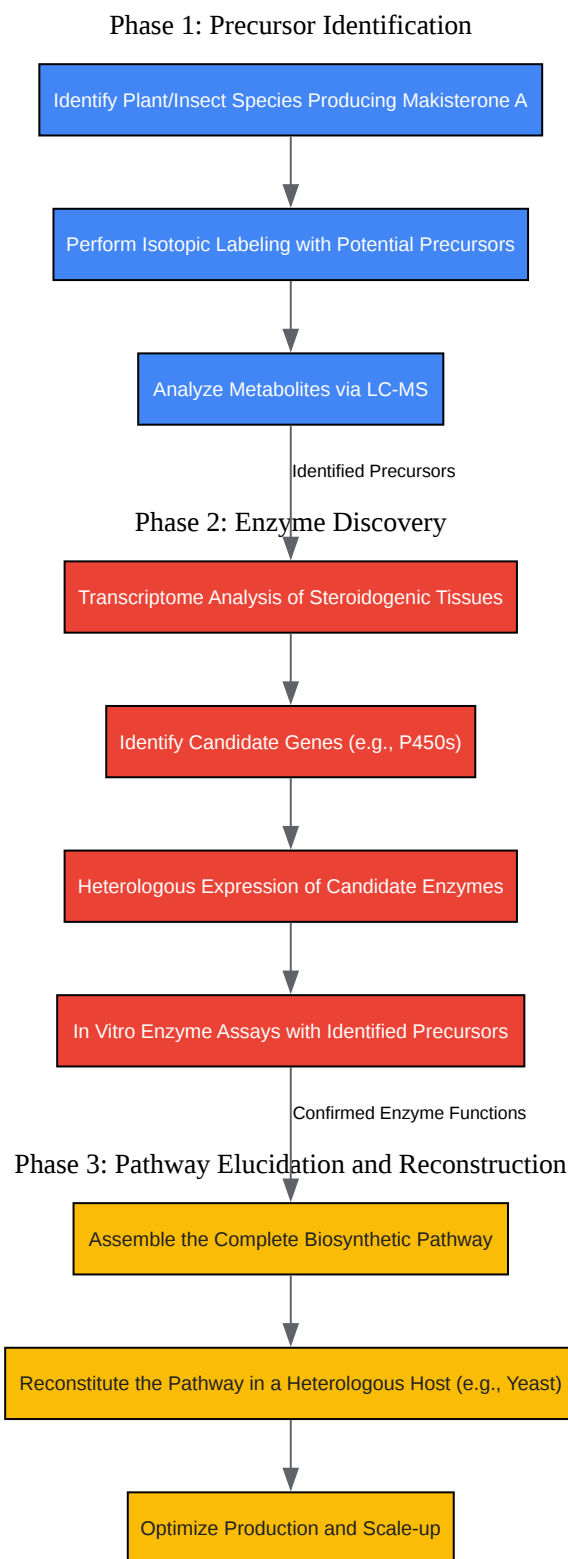 Phase 1: Precursor Identification
Identify Plant/Insect Species Producing Makisterone A
Perform Isotopic Labeling with Potential Precursors
Analyze Metabolites via LC-MS
Identified Precursors
Phase 2: Enzyme Discovery
Transcriptome Analysis of Steroidogenic Tissues
Identify Candidate Genes (e.g., P450s)
Heterologous Expression of Candidate Enzymes
In Vitro Enzyme Assays with Identified Precursors
Confirmed Enzyme Functions
Phase 3: Pathway Elucidation and Reconstruction
Assemble the Complete Biosynthetic Pathway
Reconstitute the Pathway in a Heterologous Host (e.g., Yeast)
Optimize Production and Scale-up